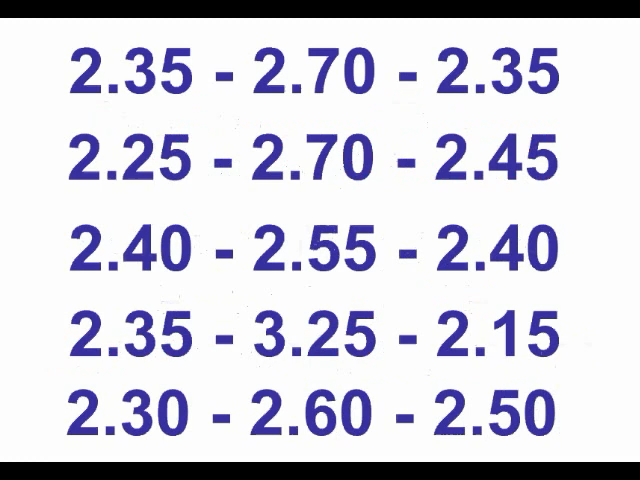 2.35 - 2.70 - 2.35
2.25 - 2.70 - 2.45
2.40 - 2.55 - 2.40
2.35 - 3.25 - 2.15
2.30 - 2.60 - 2.50